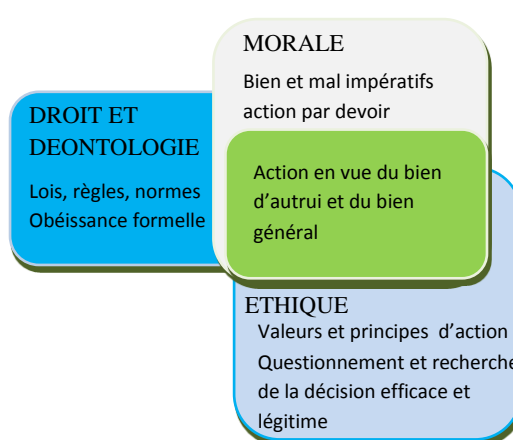 MORALE
Bien et mal impératifs
action par devoir
DROIT ET
DEONTOLOGIE
Lois, règles, normes
Obéissance formelle
Action en vue du bien
d’autrui et du bien
général
ETHIQUE
Valeurs et principes d’action
Questionnement et recherche
de la décision efficace et
légitime